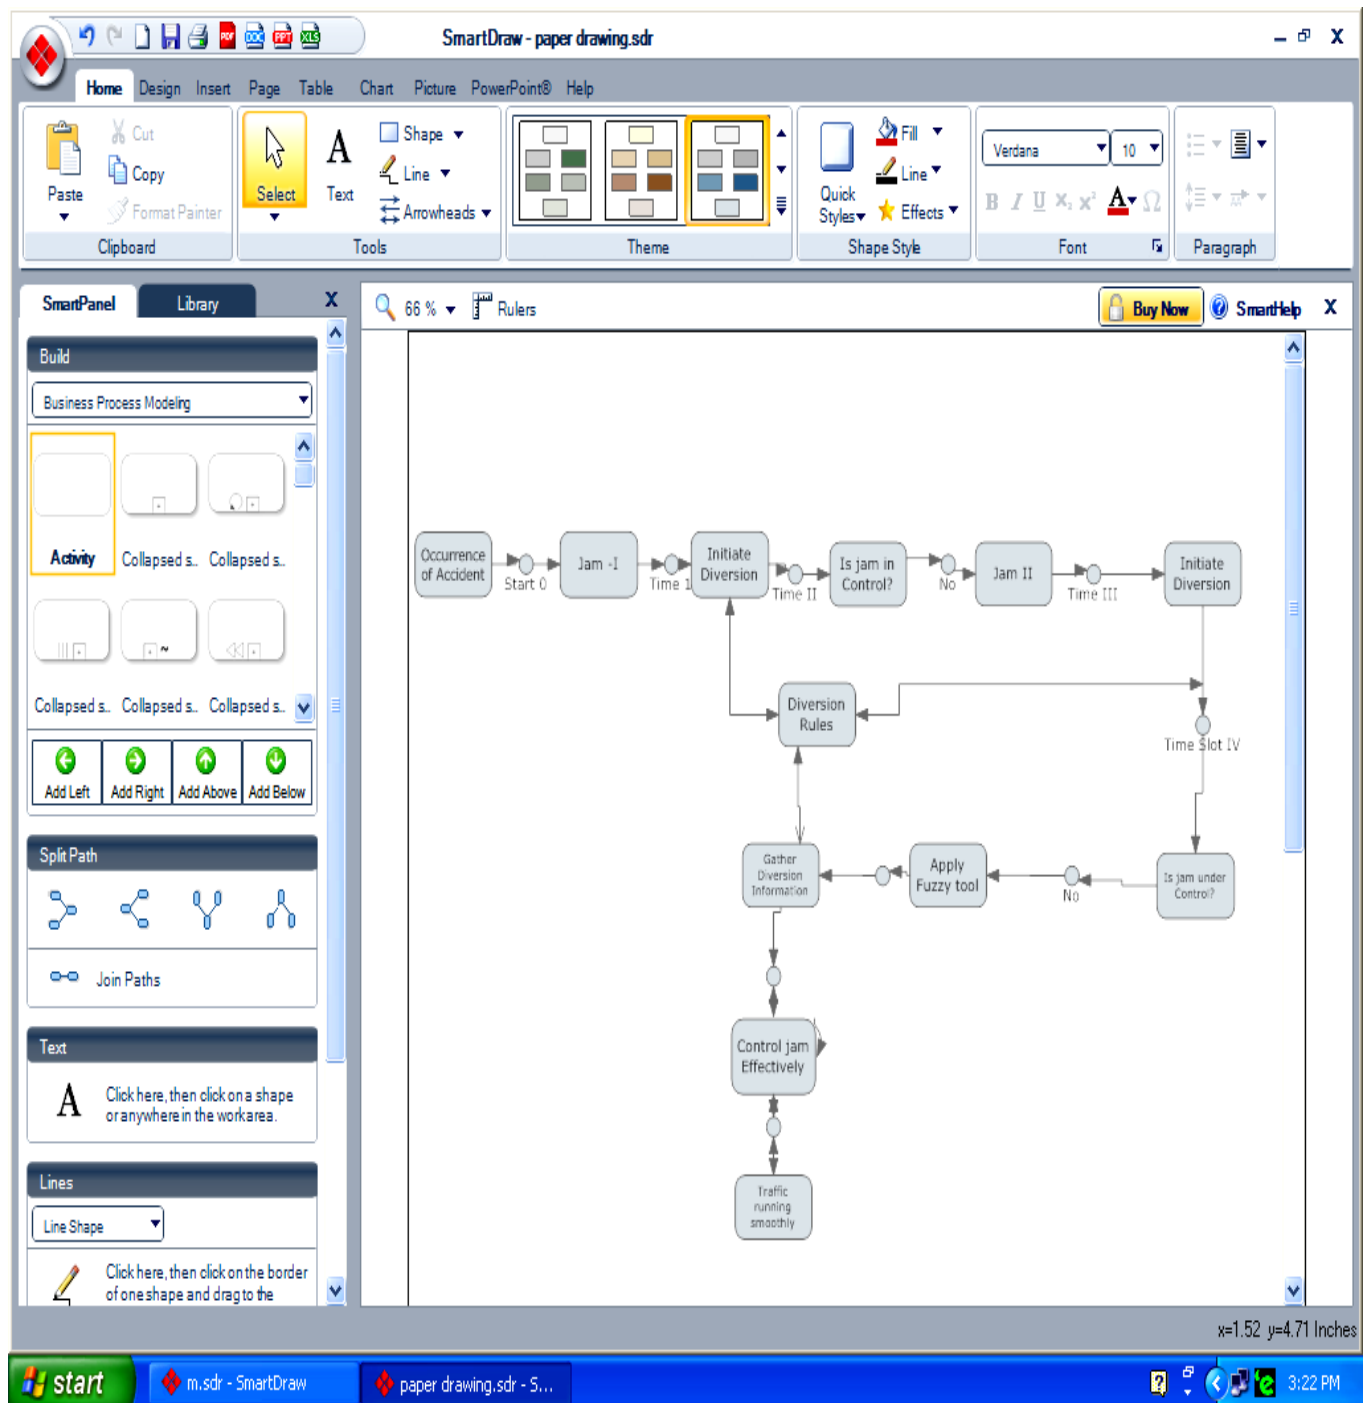 SmartDraw - paper drawing.sdr
PDF DOC PPT XLS
Home Design Insert Page Table Chart Picture PowerPoint® Help
Paste
Cut
Copy
Format Painter
Clipboard
Select
A
Text
Shape
Line
Arrowheads
Tools
Theme
Quick
Styles
Fill
Line
Effects
Shape Style
Verdana 10
B I U X₂ x² A Ω
Font
Paragraph
SmartPanel Library X
66 % Rulers
Buy Now SmartHelp X
Build
Business Process Modeling
Activity Collapsed s.. Collapsed s..
Collapsed s.. Collapsed s.. Collapsed s..
Add Left Add Right Add Above Add Below
Split Path
Join Paths
Text
A
Click here, then click on a shape
or anywhere in the work area.
Lines
Line Shape
Click here, then click on the border
of one shape and drag to the
Occurrence
of Accident
Start 0
Jam -I
Time 1
Initiate
Diversion
Time II
Is jam in
Control?
No
Jam II
Time III
Initiate
Diversion
Diversion
Rules
Time Slot IV
Gather
Diversion
Information
Apply
Fuzzy tool
No
Is jam under
Control?
Control jam
Effectively
Traffic
running
smoothly
x=1.52 y=4.71 Inches
start
m.sdr - SmartDraw
paper drawing.sdr - S...
3:22 PM